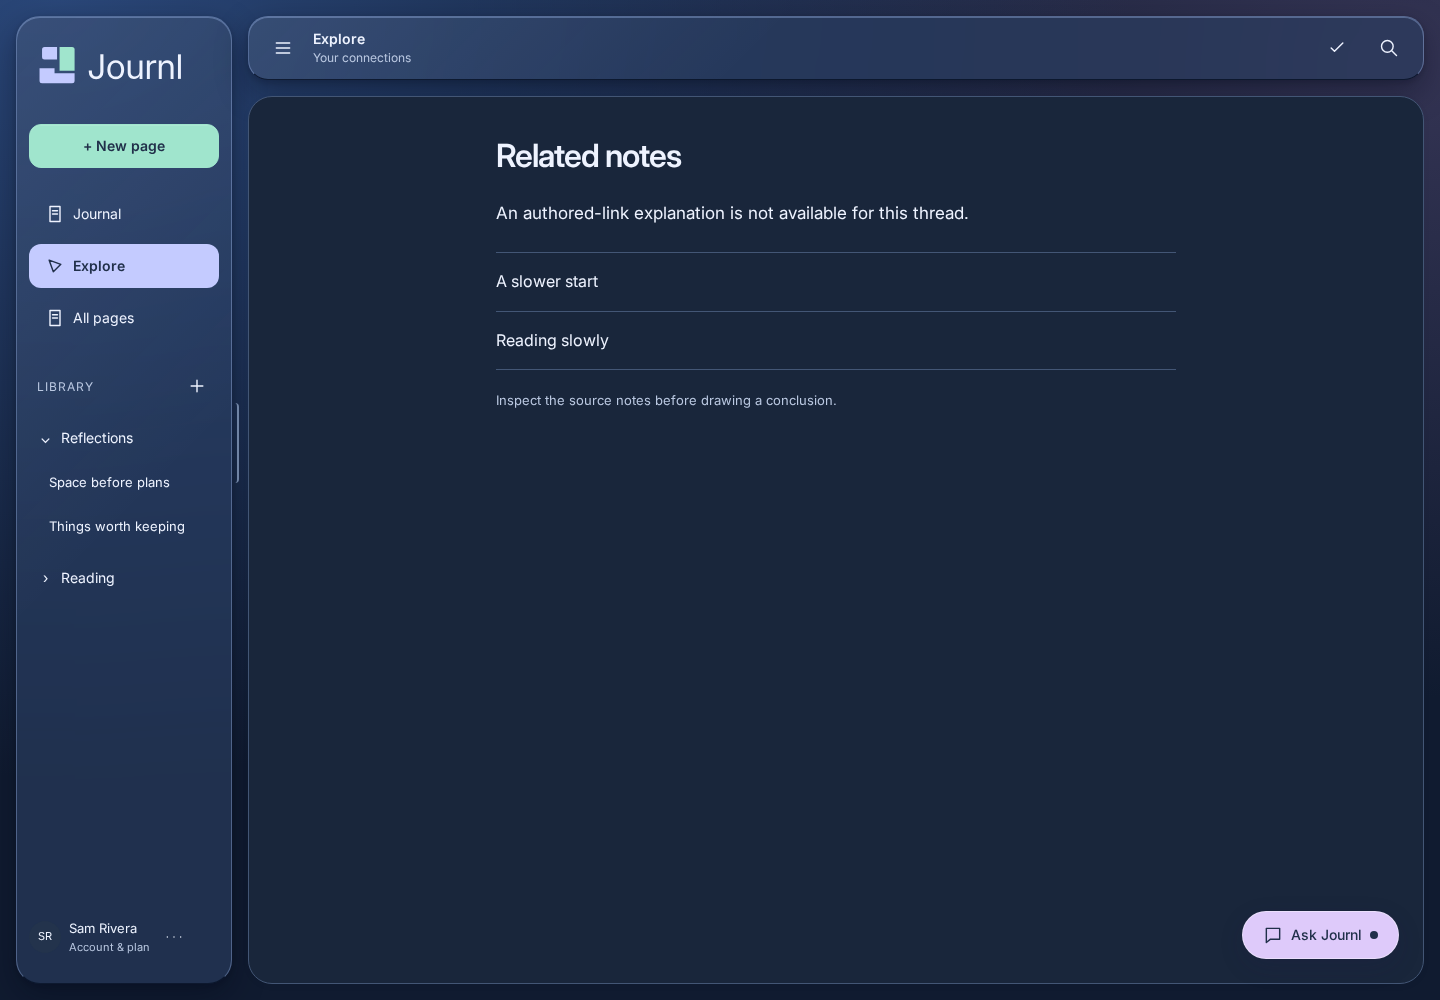 Journl
+ New page
Journal
Explore
All pages
LIBRARY
Reflections
Space before plans
Things worth keeping
Reading
SR
Sam Rivera
Account & plan
...
Explore
Your connections
Related notes
An authored-link explanation is not available for this thread.
A slower start
Reading slowly
Inspect the source notes before drawing a conclusion.
Ask Journl